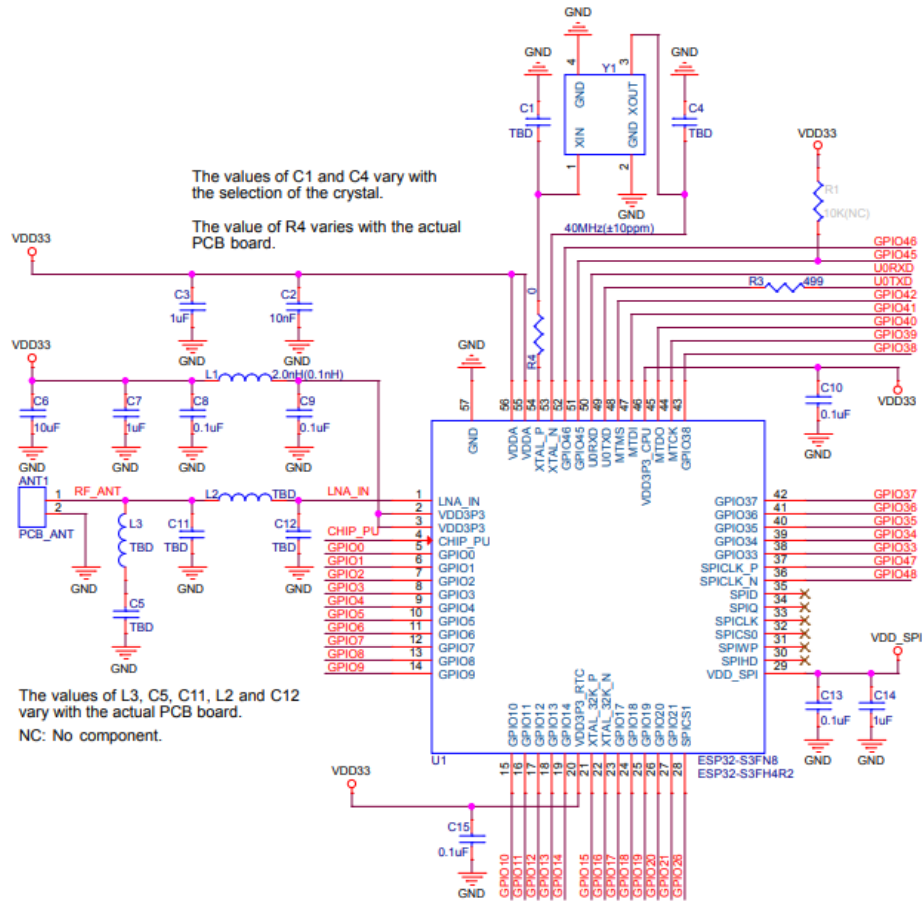 GND
GND
4
3
GND
Y1
GND
GND
XOUT
C1
TBD
XIN
GND
C4
TBD
1
2
GND
VDD33
R1
10K(NC)
The values of C1 and C4 vary with
the selection of the crystal.
The value of R4 varies with the actual
PCB board.
40MHz(±10ppm)
VDD33
GPIO46
GPIO45
U0RXD
R3
499
U0TXD
GPIO42
GPIO41
GPIO40
GPIO39
GPIO38
C3
1uF
C2
10nF
0
R4
GND
GND
GND
VDD33
L1
2.0nH(0.1nH)
C6
10uF
C7
1uF
C8
0.1uF
C9
0.1uF
GND
GND
GND
GND
C10
0.1uF
VDD33
GND
57
56
55
54
53
52
51
50
49
48
47
46
45
44
43
GND
VDDA
VDDA
XTAL_P
XTAL_N
GPIO46
GPIO45
U0RXD
U0TXD
MTMS
MTDI
VDD3P3_CPU
MTDO
MTCK
GPIO38
ANT1
1
2
PCB_ANT
RF_ANT
L2
TBD
LNA_IN
L3
TBD
C11
TBD
C12
TBD
C5
TBD
GND
GND
GND
GND
1
LNA_IN
2
VDD3P3
3
VDD3P3
CHIP_PU
4
CHIP_PU
GPIO0
5
GPIO0
GPIO1
6
GPIO1
GPIO2
7
GPIO2
GPIO3
8
GPIO3
GPIO4
9
GPIO4
GPIO5
10
GPIO5
GPIO6
11
GPIO6
GPIO7
12
GPIO7
GPIO8
13
GPIO8
GPIO9
14
GPIO9
GPIO37
42
GPIO37
GPIO36
41
GPIO36
GPIO35
40
GPIO35
GPIO34
39
GPIO34
GPIO33
38
GPIO33
SPICLK_P
37
GPIO47
SPICLK_N
36
GPIO48
SPID
35
SPIQ
34
SPICLK
33
SPICS0
32
SPIWP
31
SPIHD
30
VDD_SPI
29
VDD_SPI
C13
0.1uF
C14
1uF
GND
GND
The values of L3, C5, C11, L2 and C12
vary with the actual PCB board.
NC: No component.
GPIO10
GPIO11
GPIO12
GPIO13
GPIO14
VDD3P3_RTC
XTAL_32K_P
XTAL_32K_N
GPIO17
GPIO18
GPIO19
GPIO20
GPIO21
SPICS1
U1
ESP32-S3FN8
ESP32-S3FH4R2
15
16
17
18
19
20
21
22
23
24
25
26
27
28
VDD33
C15
0.1uF
GND
GPIO10
GPIO11
GPIO12
GPIO13
GPIO14
GPIO15
GPIO16
GPIO17
GPIO18
GPIO19
GPIO20
GPIO21
GPIO26